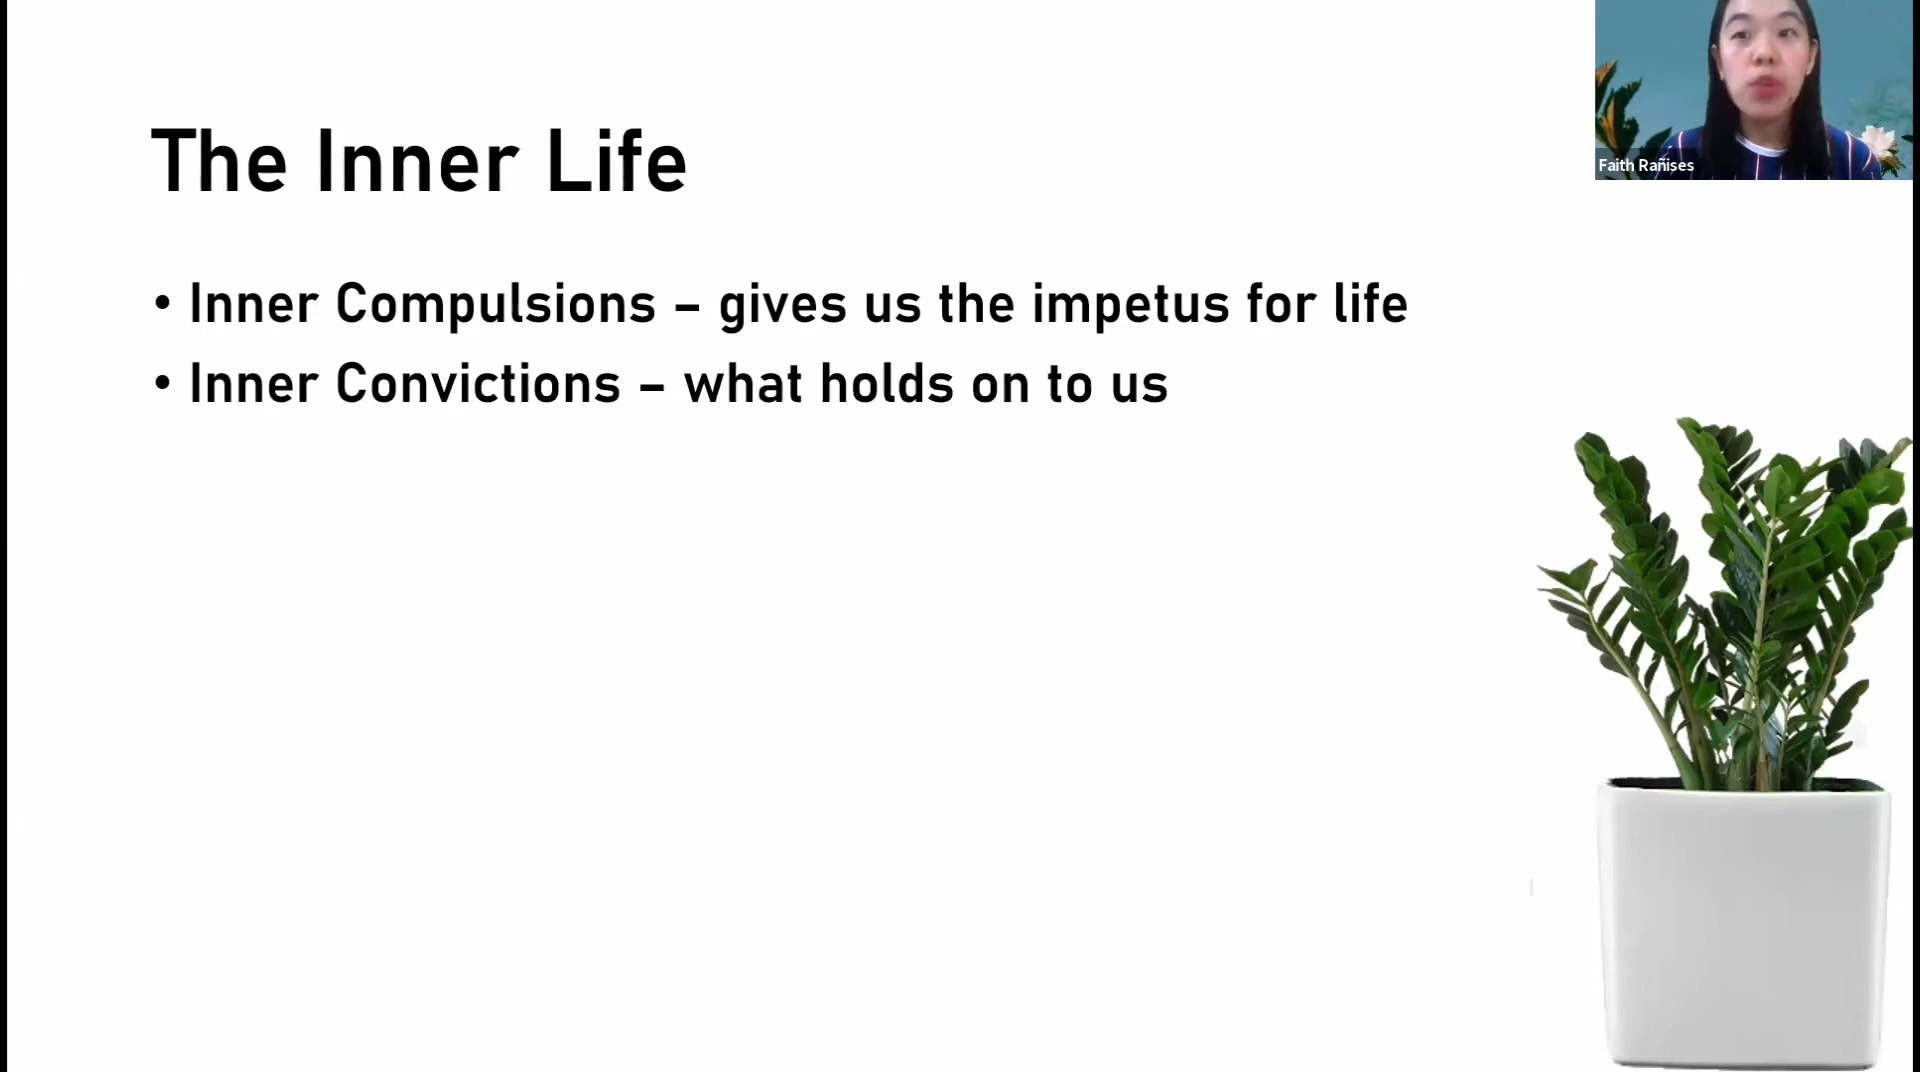 The Inner Life
• Inner Compulsions – gives us the impetus for life
• Inner Convictions – what holds on to us
Faith Rañises